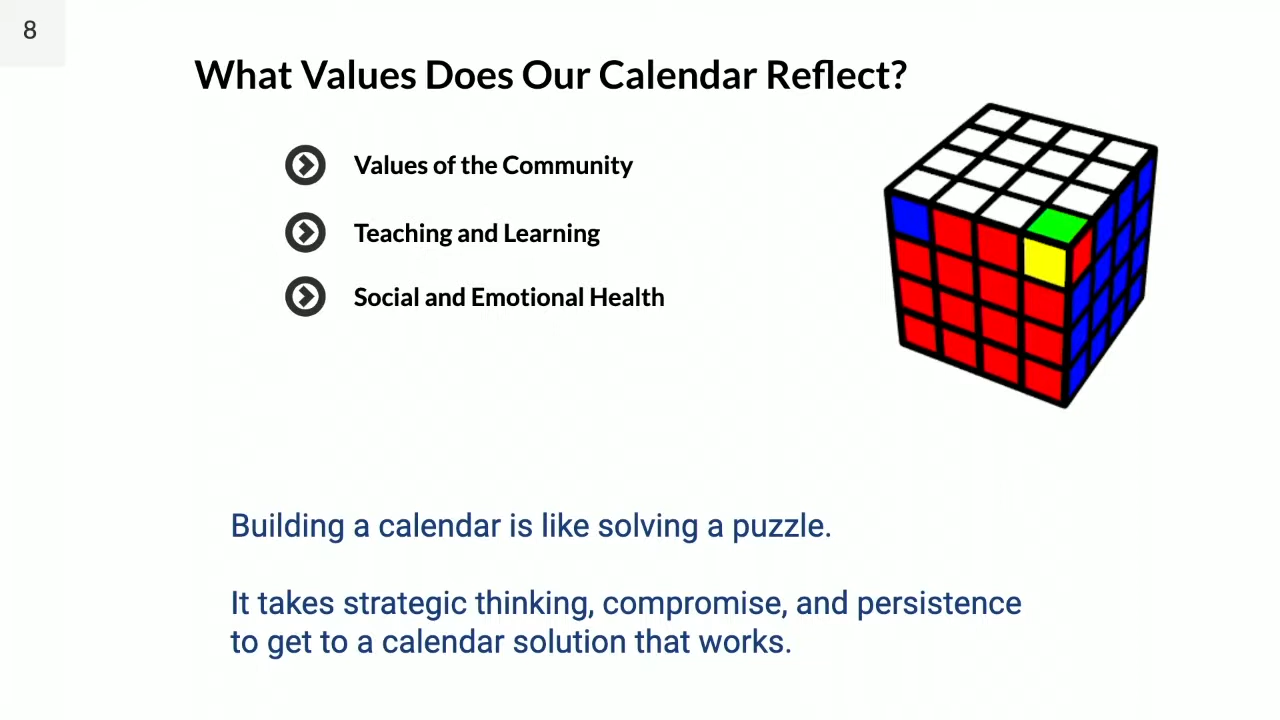 8
What Values Does Our Calendar Reflect?
Values of the Community
Teaching and Learning
Social and Emotional Health
Building a calendar is like solving a puzzle.
It takes strategic thinking, compromise, and persistence
to get to a calendar solution that works.